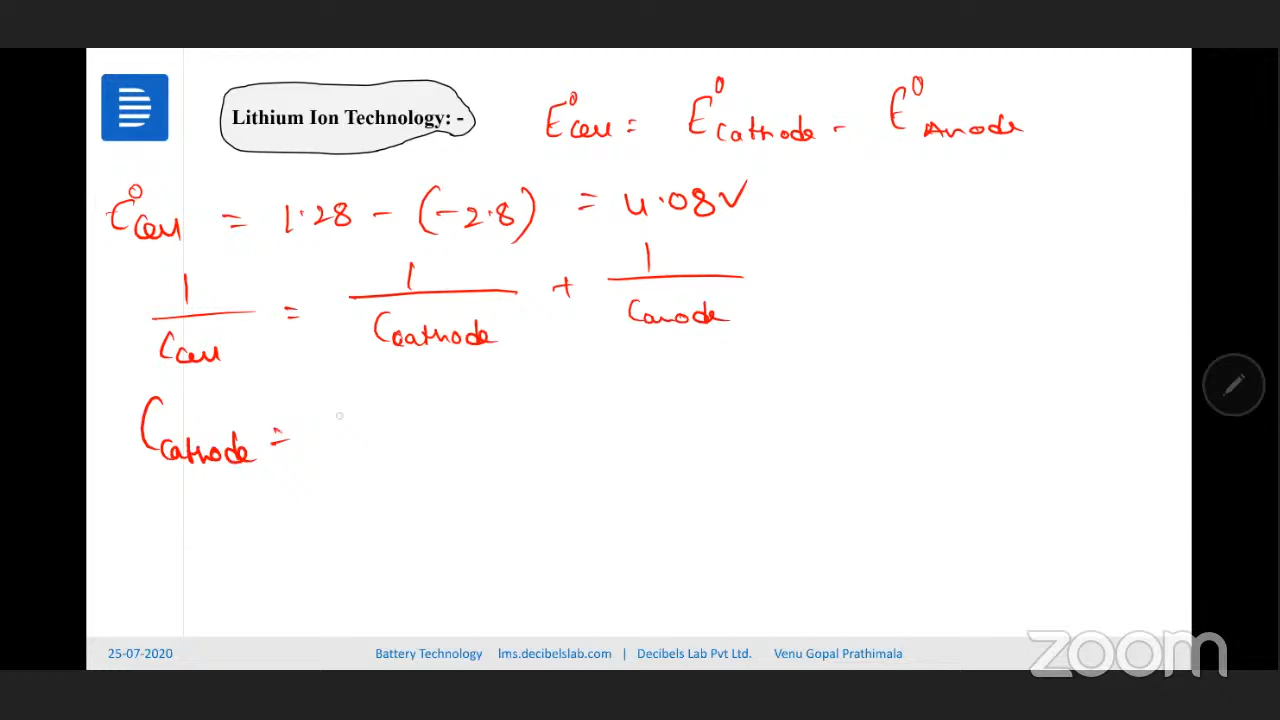 Lithium Ion Technology: -
E⁰cell = E⁰Cathode - E⁰Anode
E⁰cell = 1.28 - (-2.8) = 4.08V
1/Ccell = 1/Ccathode + 1/Canode
Ccathode =
25-07-2020 Battery Technology lms.decibelslab.com | Decibels Lab Pvt Ltd. Venu Gopal Prathimala
zoom